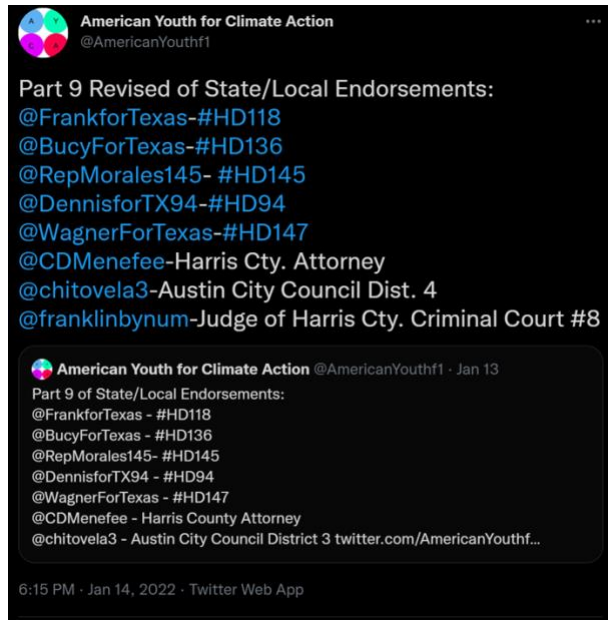 A Y
C A
American Youth for Climate Action
@AmericanYouthf1
Part 9 Revised of State/Local Endorsements:
@FrankforTexas-#HD118
@BucyForTexas-#HD136
@RepMorales145- #HD145
@DennisforTX94-#HD94
@WagnerForTexas-#HD147
@CDMenefee-Harris Cty. Attorney
@chitovela3-Austin City Council Dist. 4
@franklinbynum-Judge of Harris Cty. Criminal Court #8
American Youth for Climate Action @AmericanYouthf1 · Jan 13
Part 9 of State/Local Endorsements:
@FrankforTexas - #HD118
@BucyForTexas - #HD136
@RepMorales145- #HD145
@DennisforTX94 - #HD94
@WagnerForTexas - #HD147
@CDMenefee - Harris County Attorney
@chitovela3 - Austin City Council District 3 twitter.com/AmericanYouthf...
6:15 PM · Jan 14, 2022 · Twitter Web App